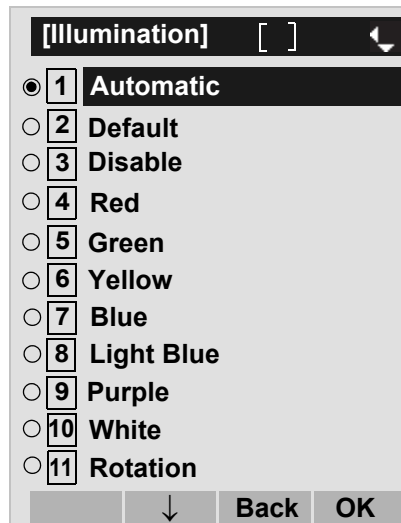 [Illumination] [ ]
1 Automatic
2 Default
3 Disable
4 Red
5 Green
6 Yellow
7 Blue
8 Light Blue
9 Purple
10 White
11 Rotation
↓ Back OK